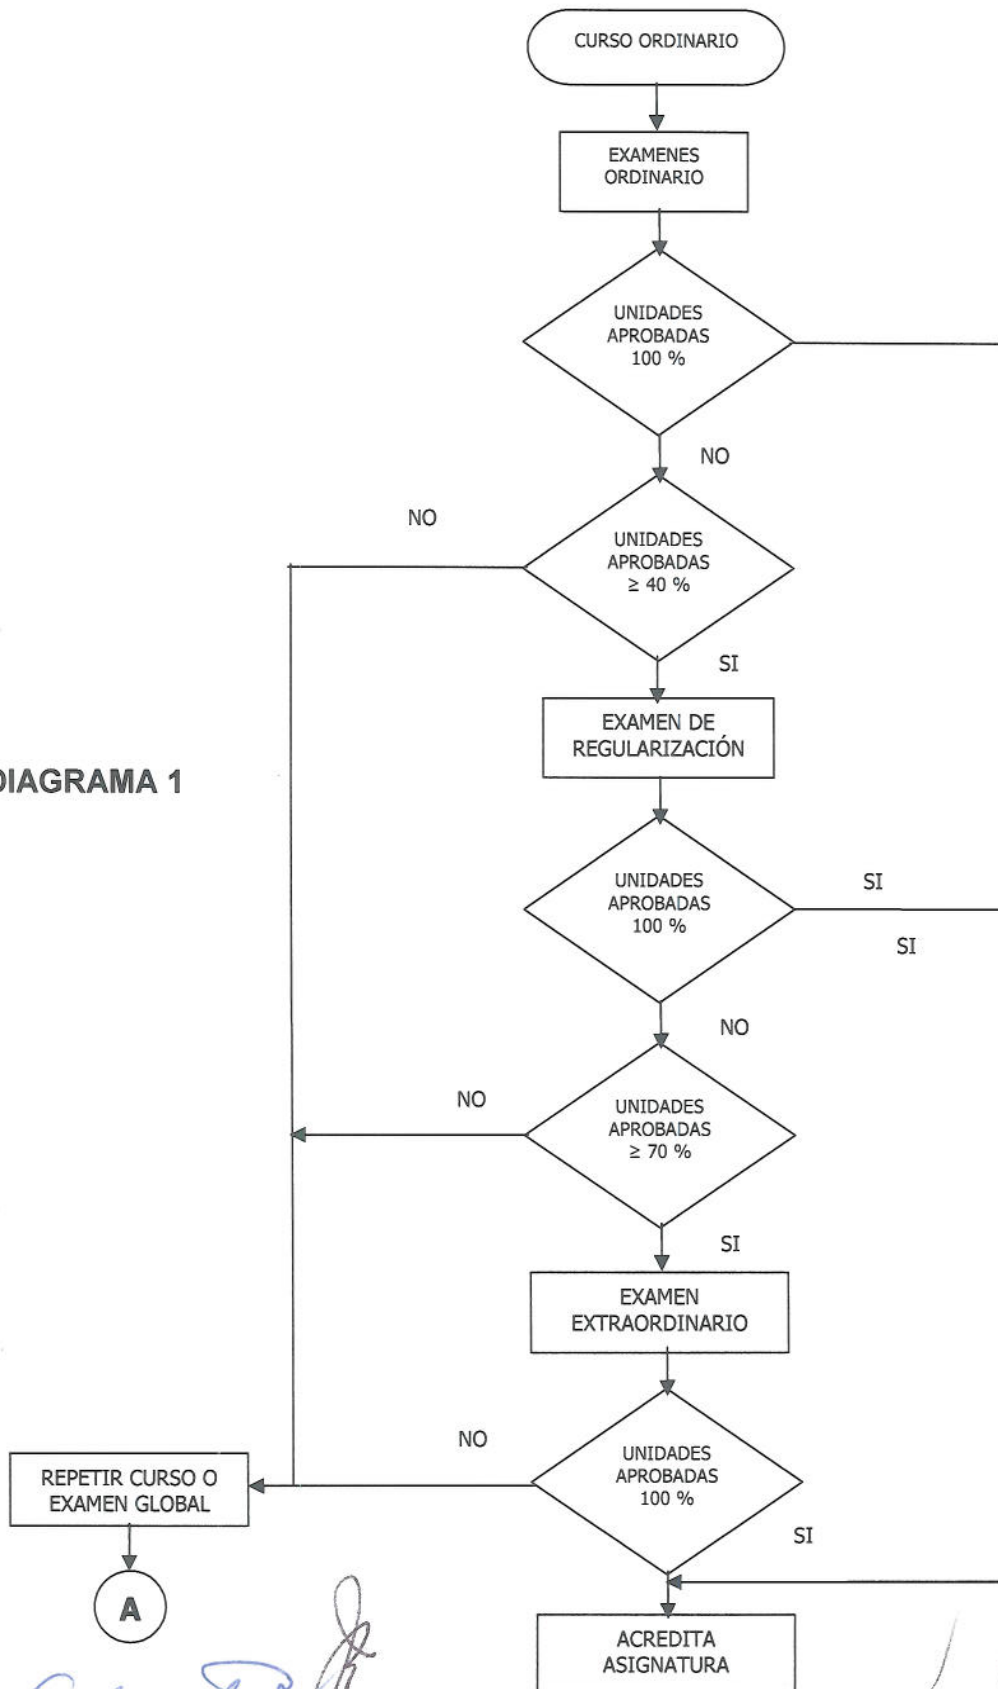 CURSO ORDINARIO
EXAMENES
ORDINARIO
UNIDADES
APROBADAS
100 %
NO
NO
UNIDADES
APROBADAS
≥ 40 %
SI
EXAMEN DE
REGULARIZACIÓN
DIAGRAMA 1
UNIDADES
APROBADAS
100 %
SI
SI
NO
NO
UNIDADES
APROBADAS
≥ 70 %
SI
EXAMEN
EXTRAORDINARIO
NO
UNIDADES
APROBADAS
100 %
REPETIR CURSO O
EXAMEN GLOBAL
SI
A
ACREDITA
ASIGNATURA